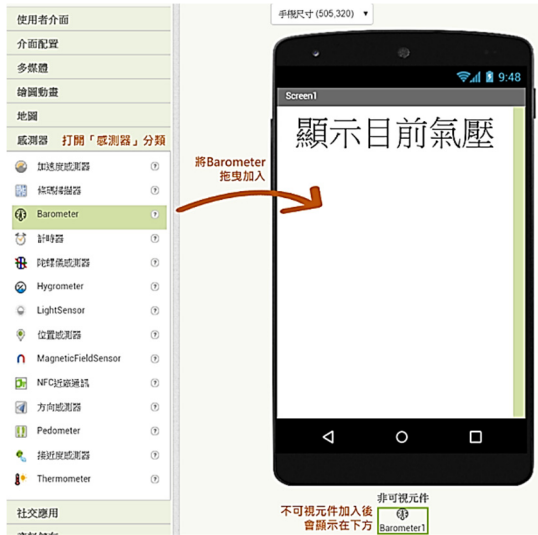 手機尺寸 (505,320)
使用者介面
介面配置
多媒體
繪圖動畫
地圖
感測器 打開「感測器」分類
加速度感測器
條碼掃描器
Barometer
計時器
陀螺儀感測器
Hygrometer
LightSensor
位置感測器
MagneticFieldSensor
NFC近距通訊
方向感測器
Pedometer
接近度感測器
Thermometer
社交應用
將Barometer
拖曳加入
9:48
Screen1
顯示目前氣壓
非可視元件
不可視元件加入後
會顯示在下方
Barometer1